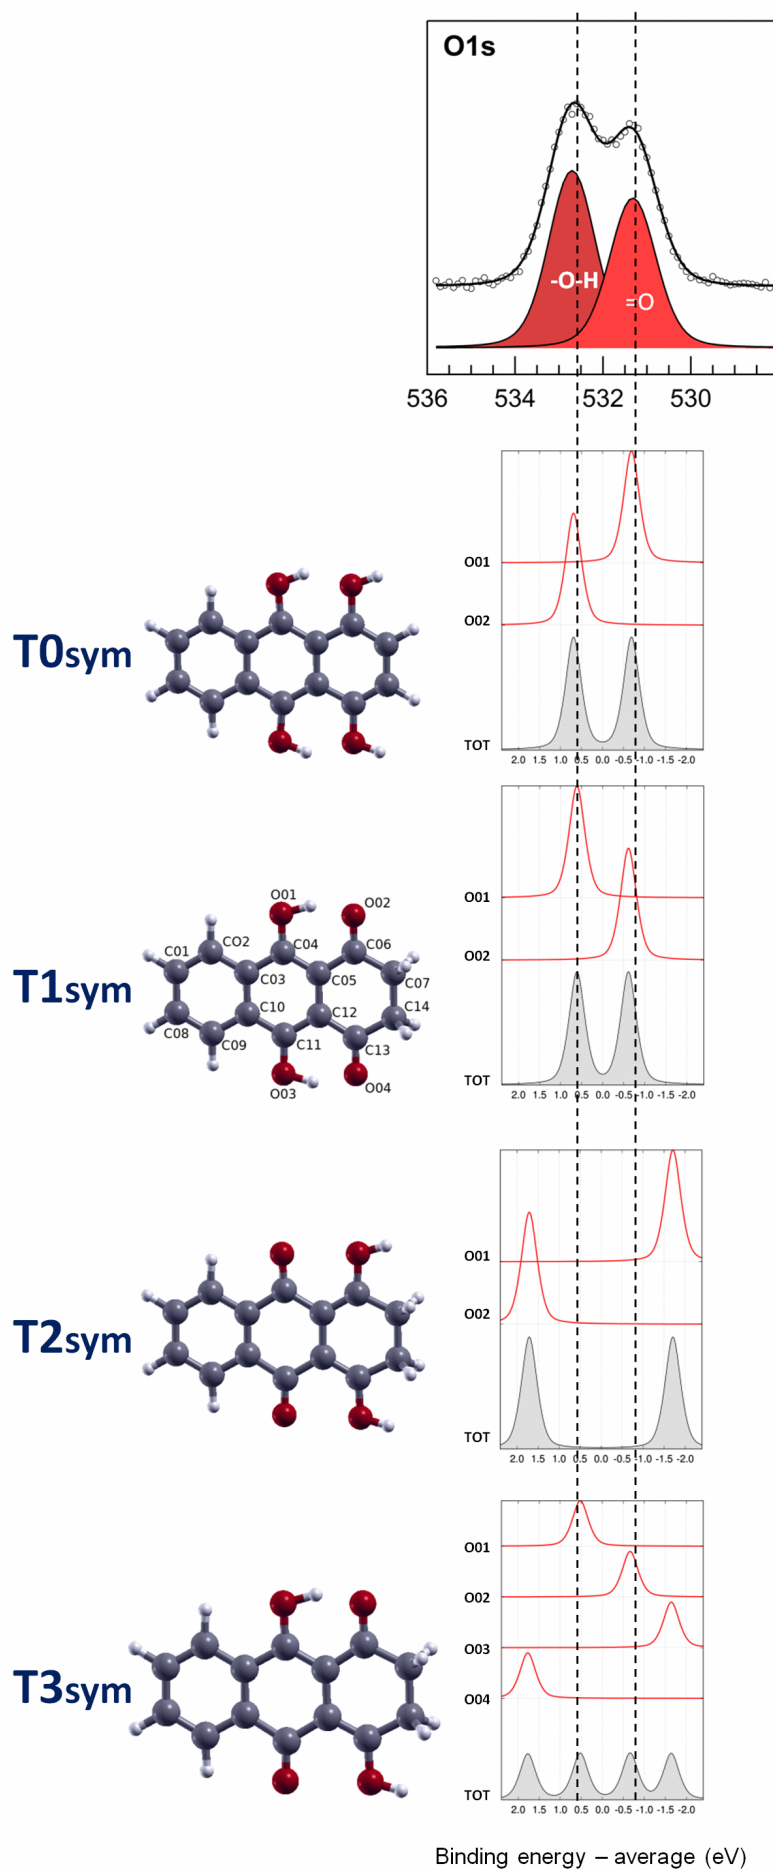 O1s
-O-H
=O
536 534 532 530
O01
O02
TOT
2.0 1.5 1.0 0.5 0.0 -0.5 -1.0 -1.5 -2.0
T0sym
O01
O02
TOT
2.0 1.5 1.0 0.5 0.0 -0.5 -1.0 -1.5 -2.0
T1sym
O01 O02
C01 CO2 C04 C06
C03 C05 C07
C10 C12 C14
C08 C09 C11 C13
O03 O04
O01
O02
TOT
2.0 1.5 1.0 0.5 0.0 -0.5 -1.0 -1.5 -2.0
T2sym
O01
O02
O03
O04
TOT
2.0 1.5 1.0 0.5 0.0 -0.5 -1.0 -1.5 -2.0
T3sym
Binding energy – average (eV)